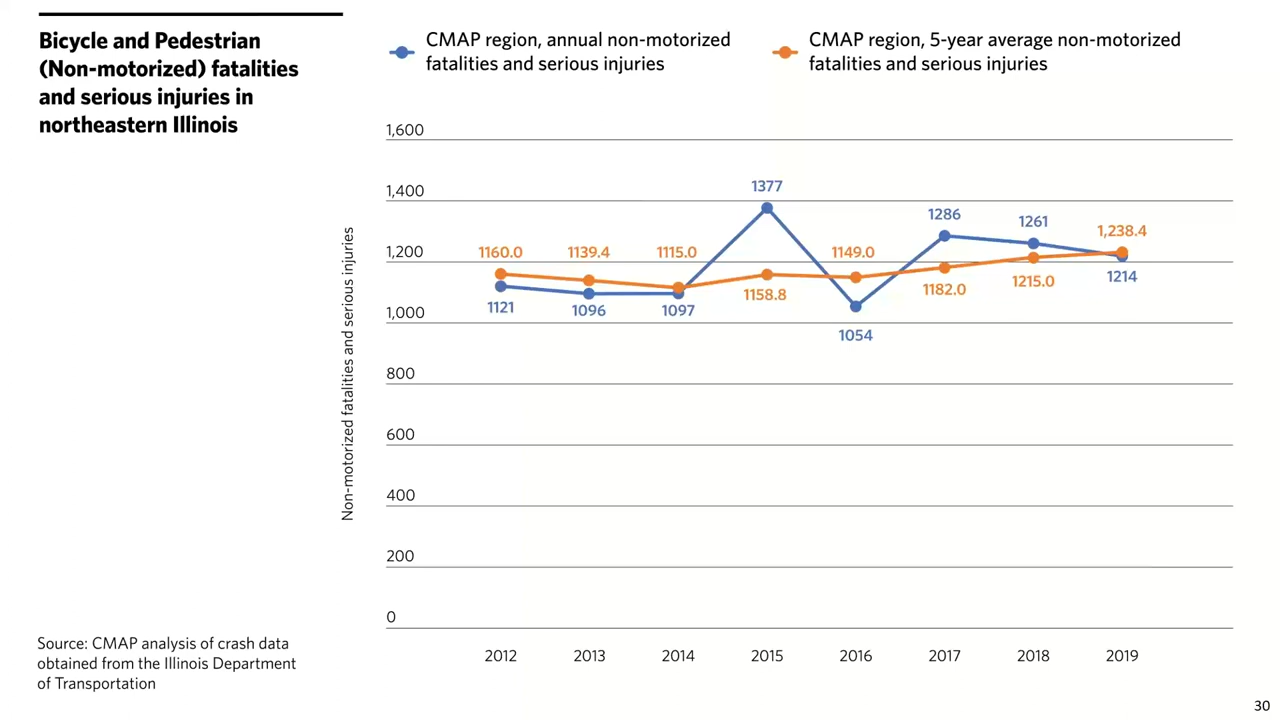 Bicycle and Pedestrian
(Non-motorized) fatalities
and serious injuries in
northeastern Illinois
CMAP region, annual non-motorized
fatalities and serious injuries
CMAP region, 5-year average non-motorized
fatalities and serious injuries
Non-motorized fatalities and serious injuries
1,600
1,400
1,200
1,000
800
600
400
200
0
1377
1286
1261
1,238.4
1160.0
1139.4
1115.0
1149.0
1158.8
1182.0
1215.0
1214
1121
1096
1097
1054
2012
2013
2014
2015
2016
2017
2018
2019
Source: CMAP analysis of crash data
obtained from the Illinois Department
of Transportation
30